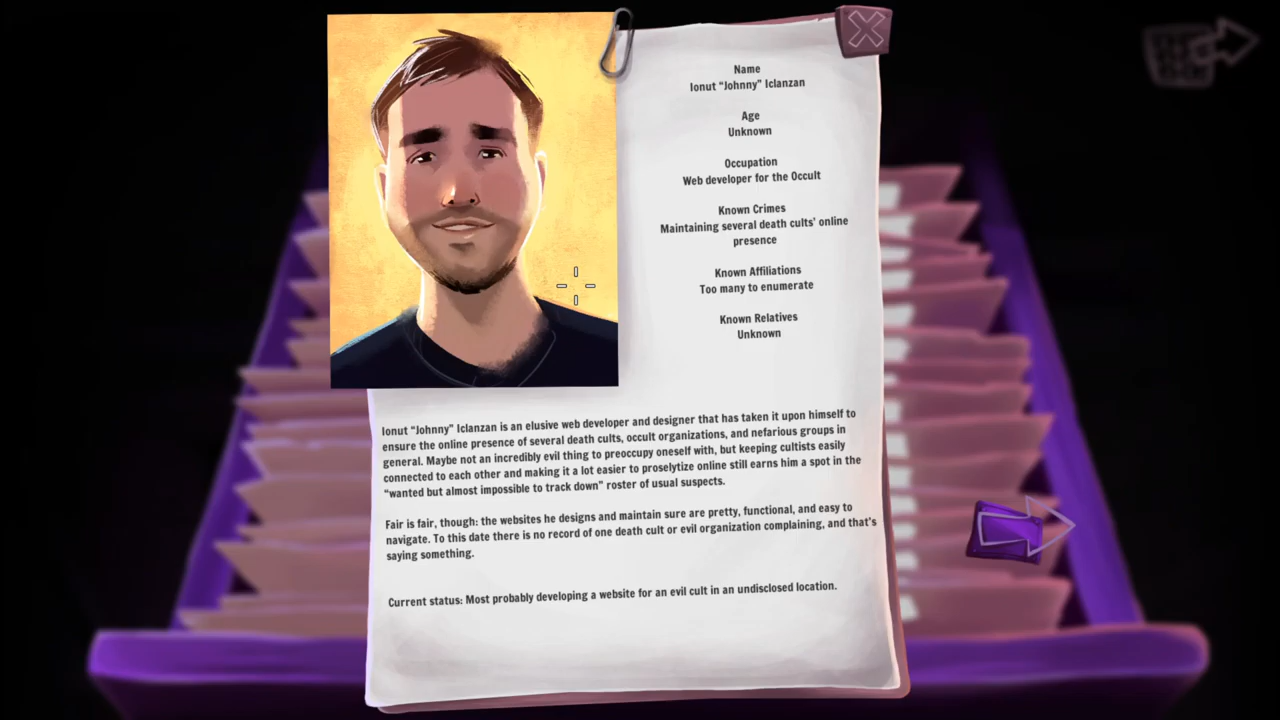 Name
Ionut “Johnny” Iclanzan
Age
Unknown
Occupation
Web developer for the Occult
Known Crimes
Maintaining several death cults’ online
presence
Known Affiliations
Too many to enumerate
Known Relatives
Unknown
Ionut “Johnny” Iclanzan is an elusive web developer and designer that has taken it upon himself to
ensure the online presence of several death cults, occult organizations, and nefarious groups in
general. Maybe not an incredibly evil thing to preoccupy oneself with, but keeping cultists easily
connected to each other and making it a lot easier to proselytize online still earns him a spot in the
“wanted but almost impossible to track down” roster of usual suspects.
Fair is fair, though: the websites he designs and maintain sure are pretty, functional, and easy to
navigate. To this date there is no record of one death cult or evil organization complaining, and that’s
saying something.
Current status: Most probably developing a website for an evil cult in an undisclosed location.